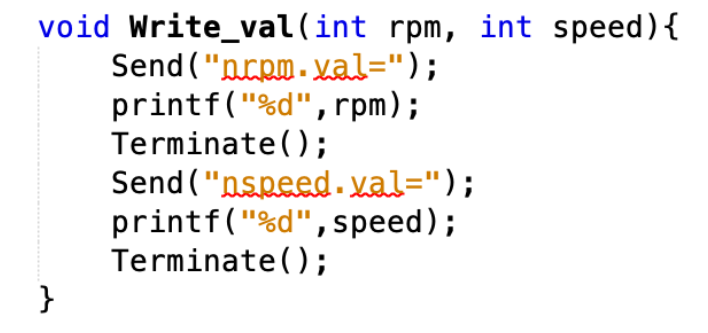 void Write_val(int rpm, int speed){
    Send("nrpm.val=");
    printf("%d",rpm);
    Terminate();
    Send("nspeed.val=");
    printf("%d",speed);
    Terminate();
}